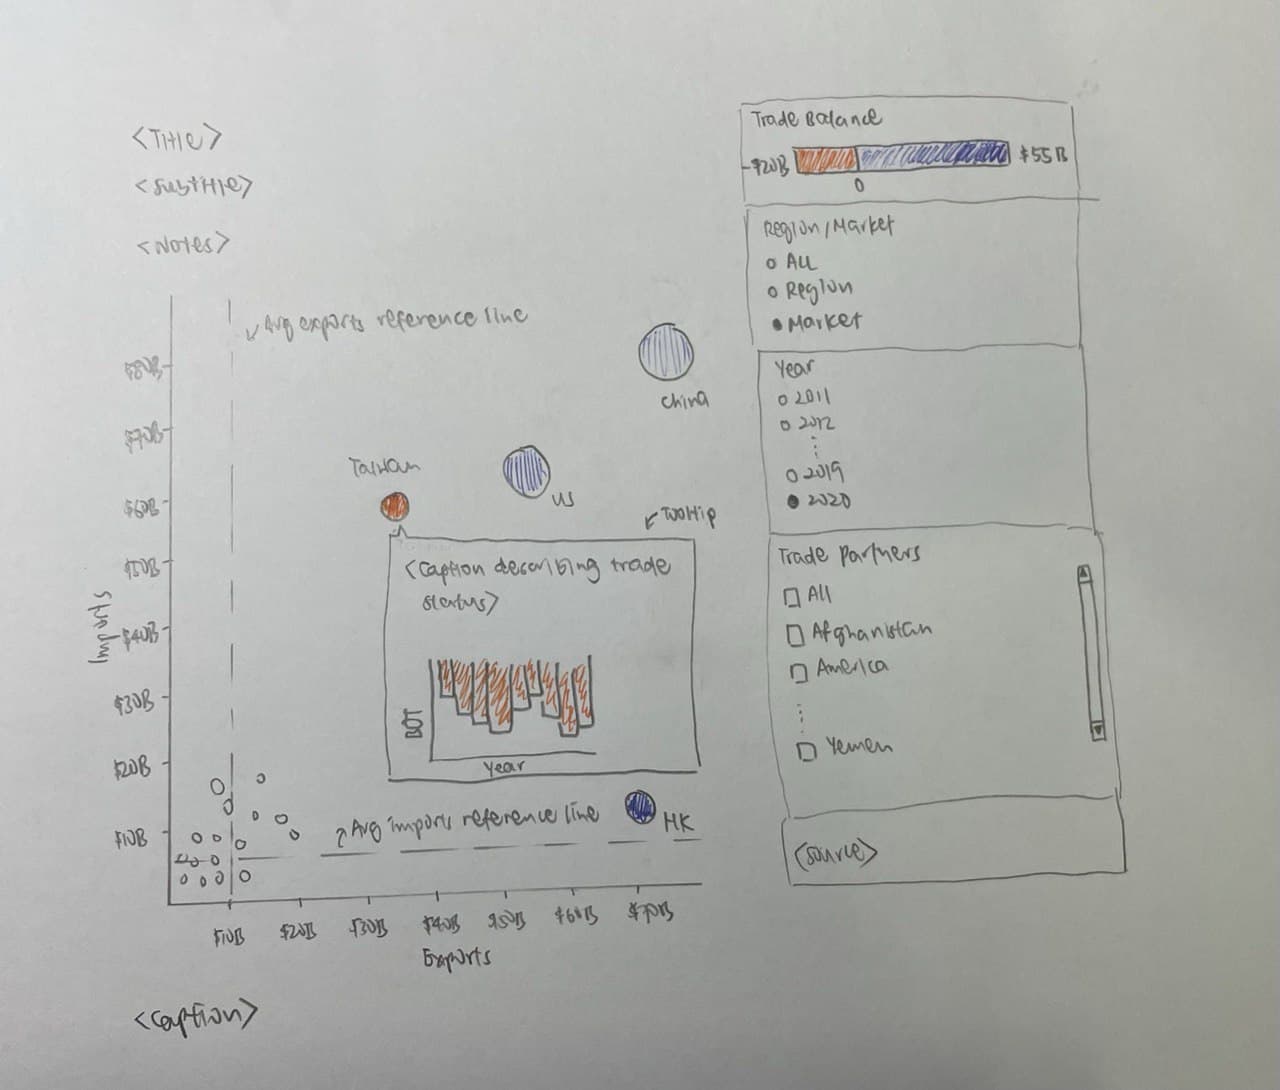 <Title>
<Subtitle>
<Notes>
Avg exports reference line
$80B
$70B
$60B
$50B
$40B
$30B
$20B
$10B
Imports
China
Taiwan
US
Tooltip
<Caption describing trade
status>
BOT
Year
Avg imports reference line
HK
$10B
$20B
$30B
$40B
$50B
$60B
$70B
Exports
<Caption>
Trade Balance
-$20B
$55B
0
Region/Market
All
Region
Market
Year
2011
2012
2019
2020
Trade Partners
All
Afghanistan
America
Yemen
<Source>